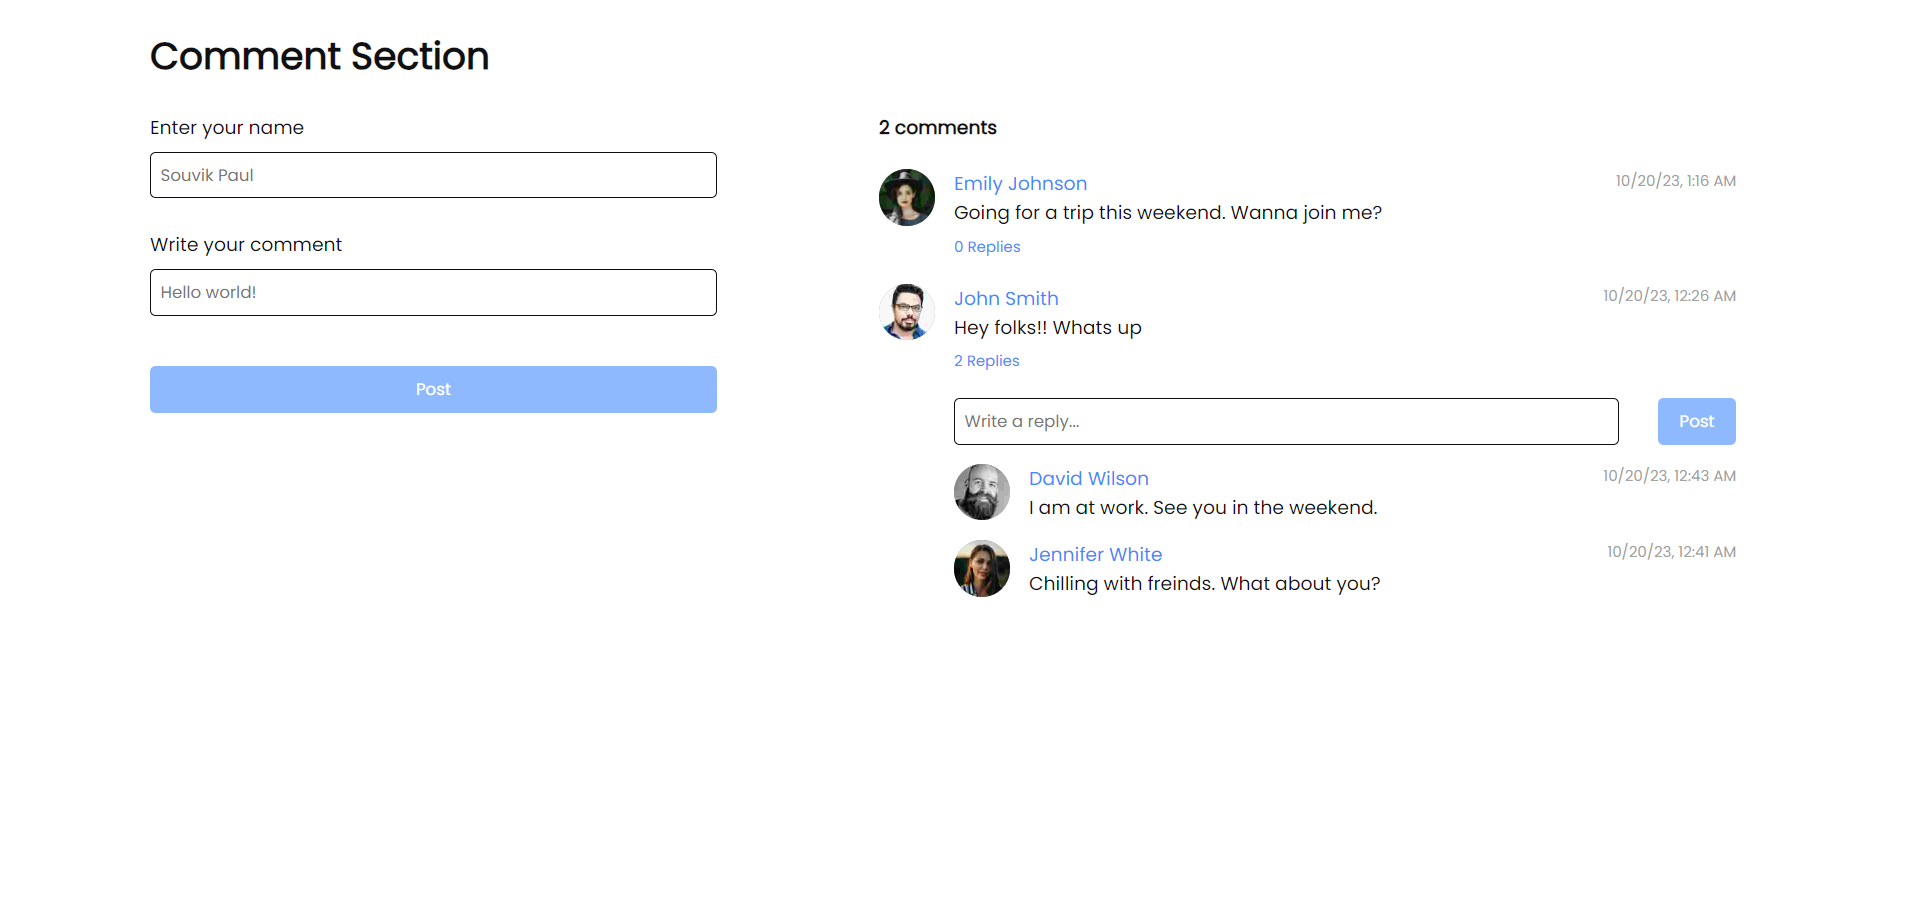 Comment Section
Enter your name
Souvik Paul
Write your comment
Hello world!
Post
2 comments
Emily Johnson 10/20/23, 1:16 AM
Going for a trip this weekend. Wanna join me?
0 Replies
John Smith 10/20/23, 12:26 AM
Hey folks!! Whats up
2 Replies
Write a reply... Post
David Wilson 10/20/23, 12:43 AM
I am at work. See you in the weekend.
Jennifer White 10/20/23, 12:41 AM
Chilling with freinds. What about you?